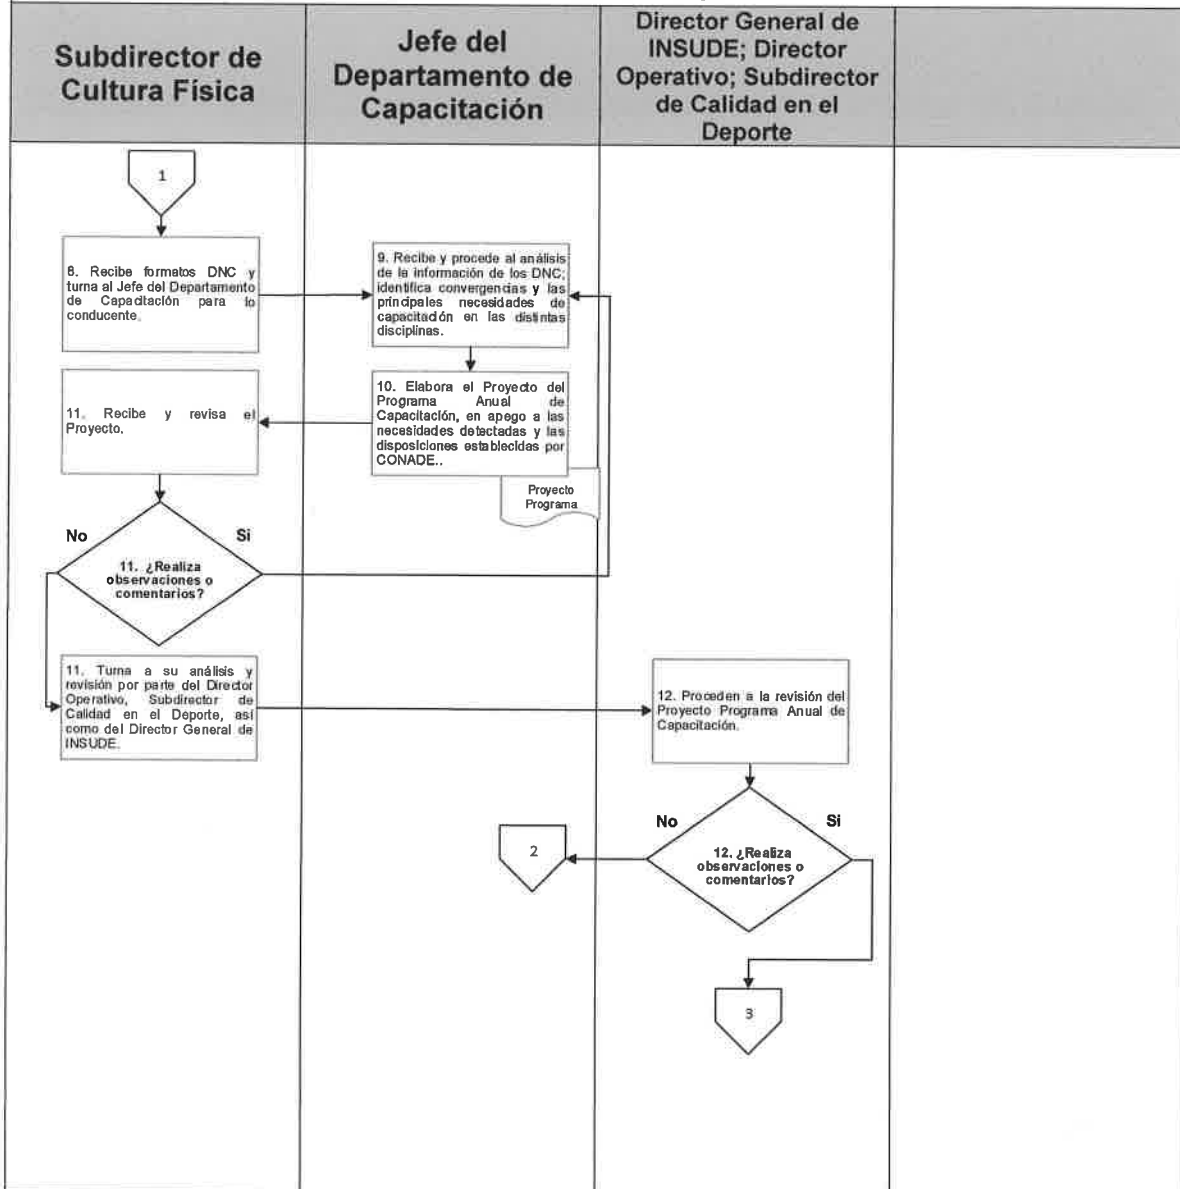 Subdirector de
Cultura Física
Jefe del
Departamento de
Capacitación
Director General de
INSUDE; Director
Operativo; Subdirector
de Calidad en el
Deporte
1
8. Recibe formatos DNC y
turna al Jefe del Departamento
de Capacitación para lo
conducente.
9. Recibe y procede al análisis
de la información de los DNC;
identifica convergencias y las
principales necesidades de
capacitación en las distintas
disciplinas.
10. Elabora el Proyecto del
Programa Anual de
Capacitación, en apego a las
necesidades detectadas y las
disposiciones establecidas por
CONADE..
Proyecto
Programa
11. Recibe y revisa el
Proyecto.
No
Si
11. ¿Realiza
observaciones o
comentarios?
11. Turna a su análisis y
revisión por parte del Director
Operativo, Subdirector de
Calidad en el Deporte, así
como del Director General de
INSUDE.
12. Proceden a la revisión del
Proyecto Programa Anual de
Capacitación.
No
Si
12. ¿Realiza
observaciones o
comentarios?
2
3